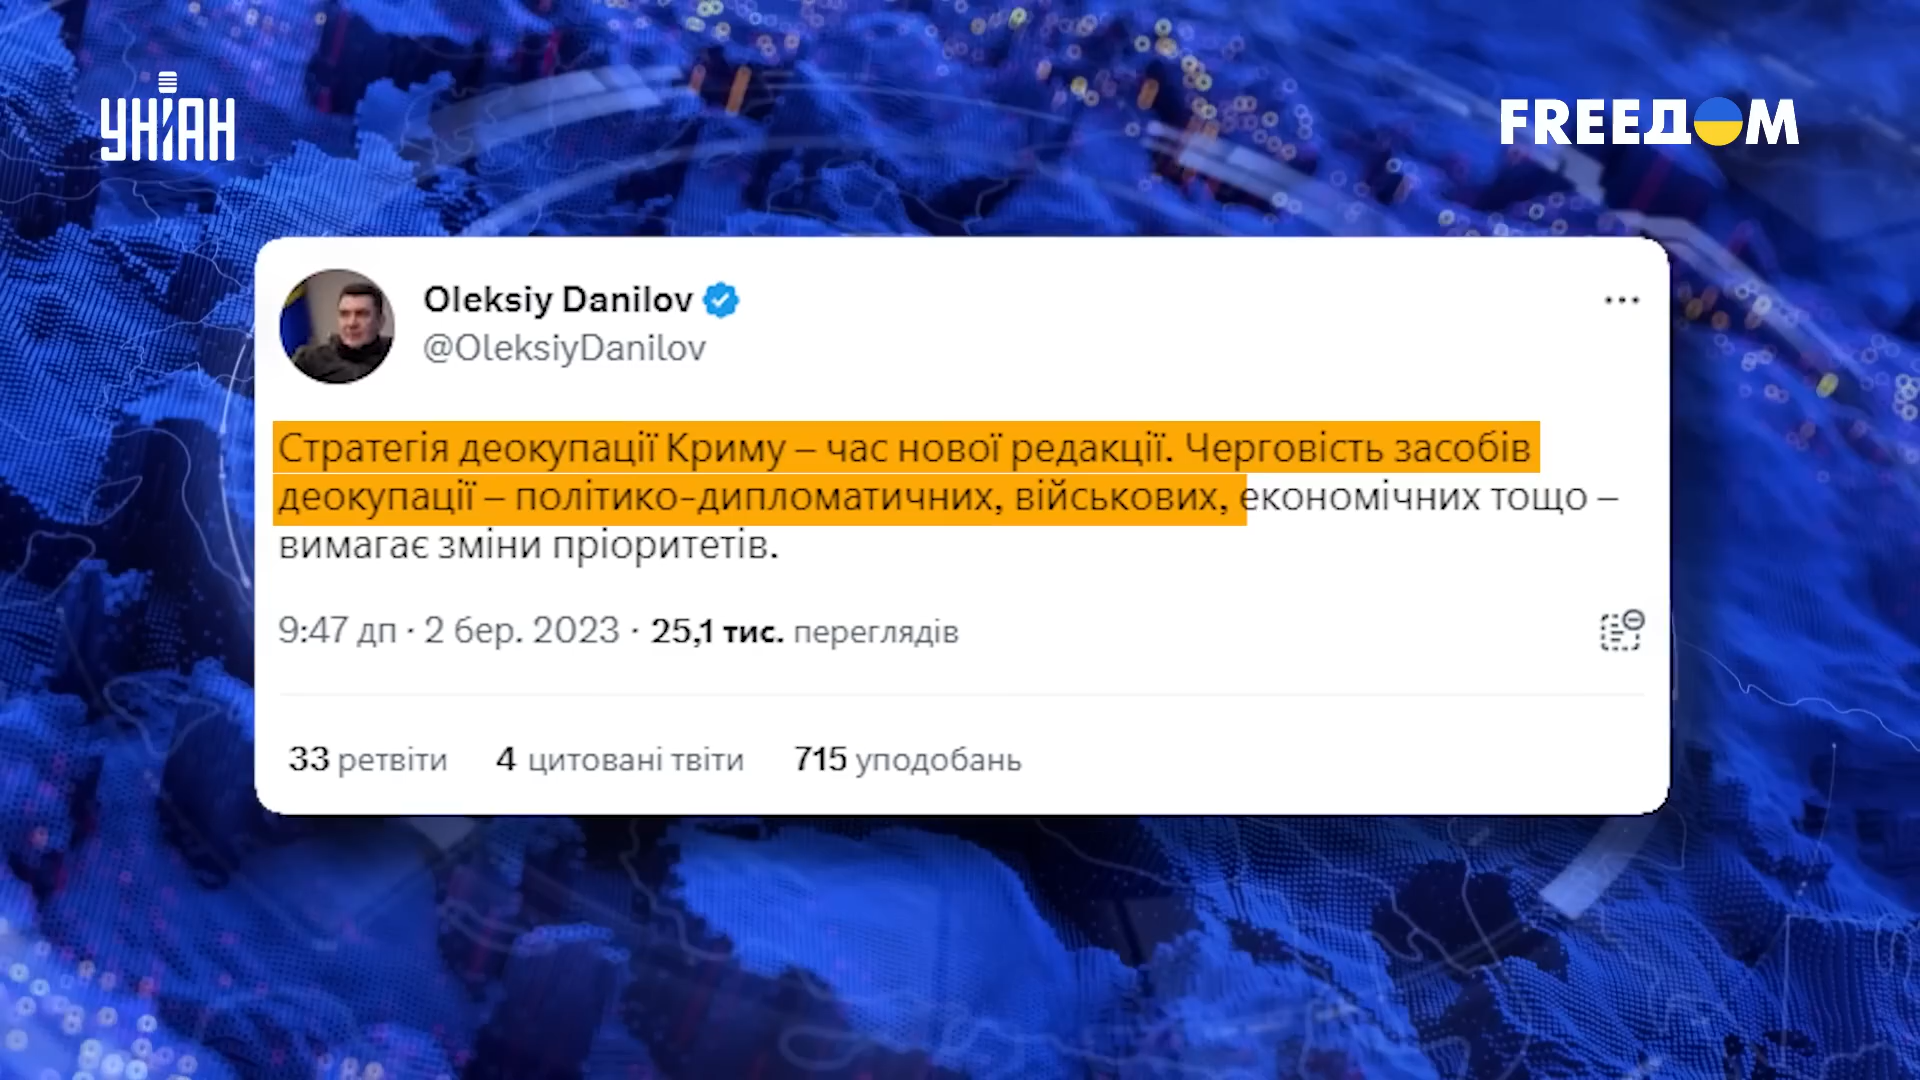 УНІАН
FREEДОМ
Oleksiy Danilov
@OleksiyDanilov
Стратегія деокупації Криму – час нової редакції. Черговість засобів
деокупації – політико-дипломатичних, військових, економічних тощо –
вимагає зміни пріоритетів.
9:47 дп · 2 бер. 2023 · 25,1 тис. переглядів
33 ретвіти 4 цитовані твіти 715 уподобань